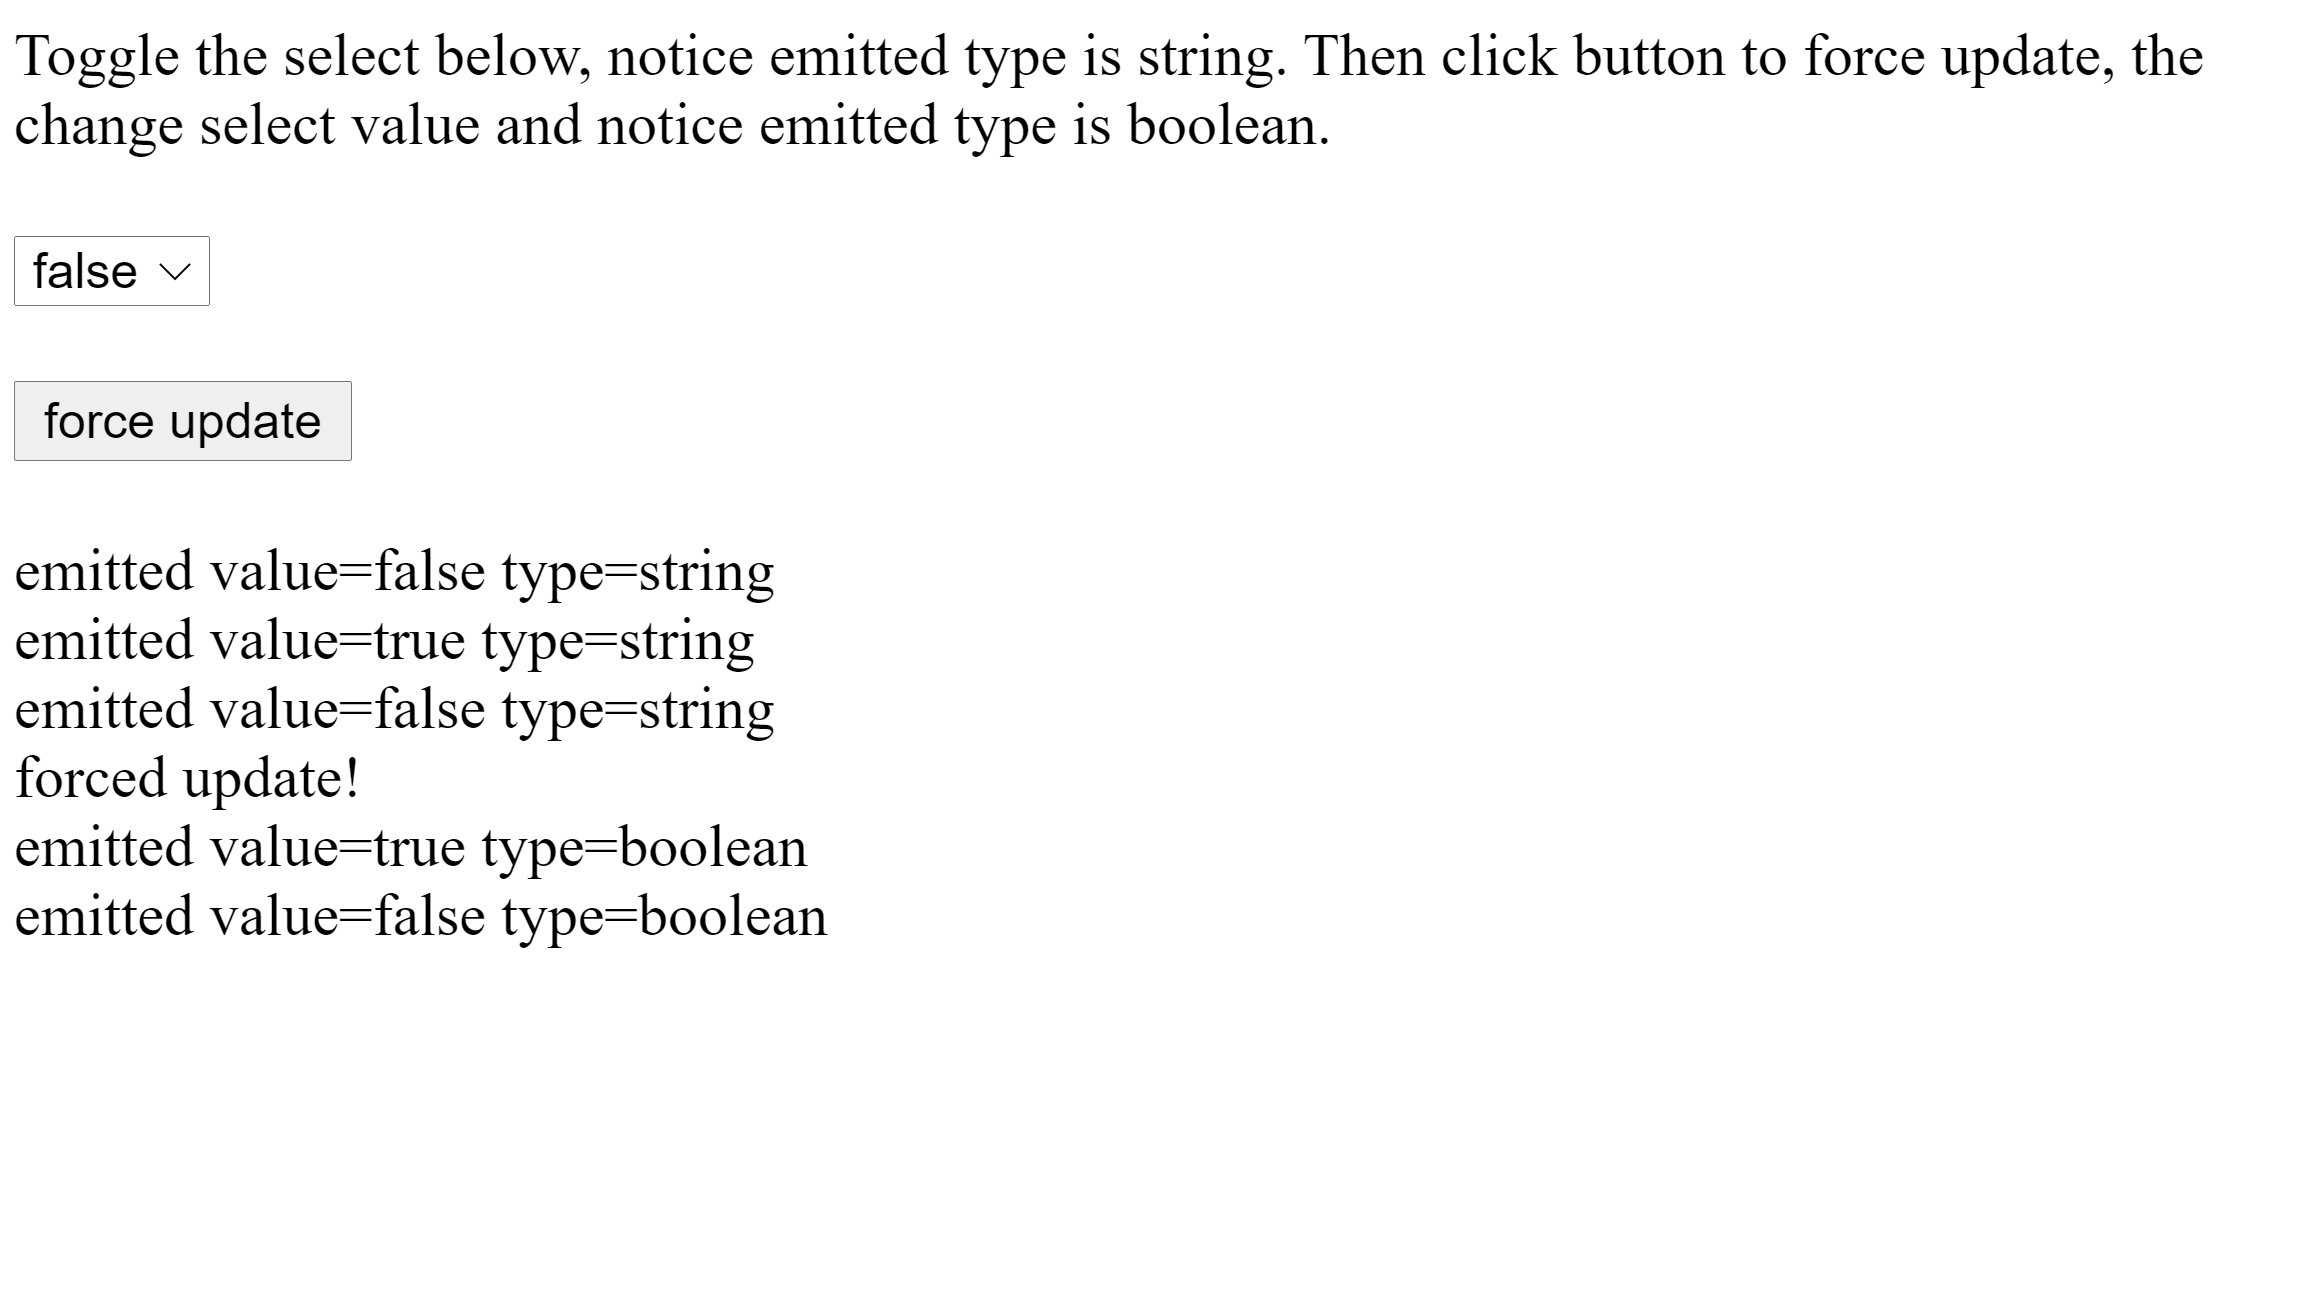 Toggle the select below, notice emitted type is string. Then click button to force update, the
change select value and notice emitted type is boolean.
false
force update
emitted value=false type=string
emitted value=true type=string
emitted value=false type=string
forced update!
emitted value=true type=boolean
emitted value=false type=boolean